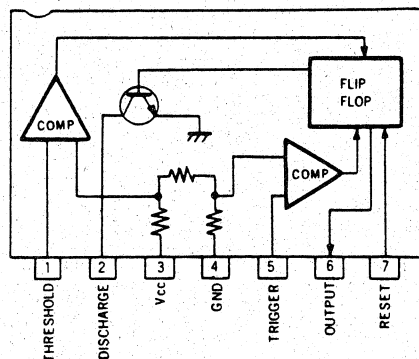 FLIP
FLOP
COMP
COMP
1 2 3 4 5 6 7
THRESHOLD
DISCHARGE
Vcc
GND
TRIGGER
OUTPUT
RESET